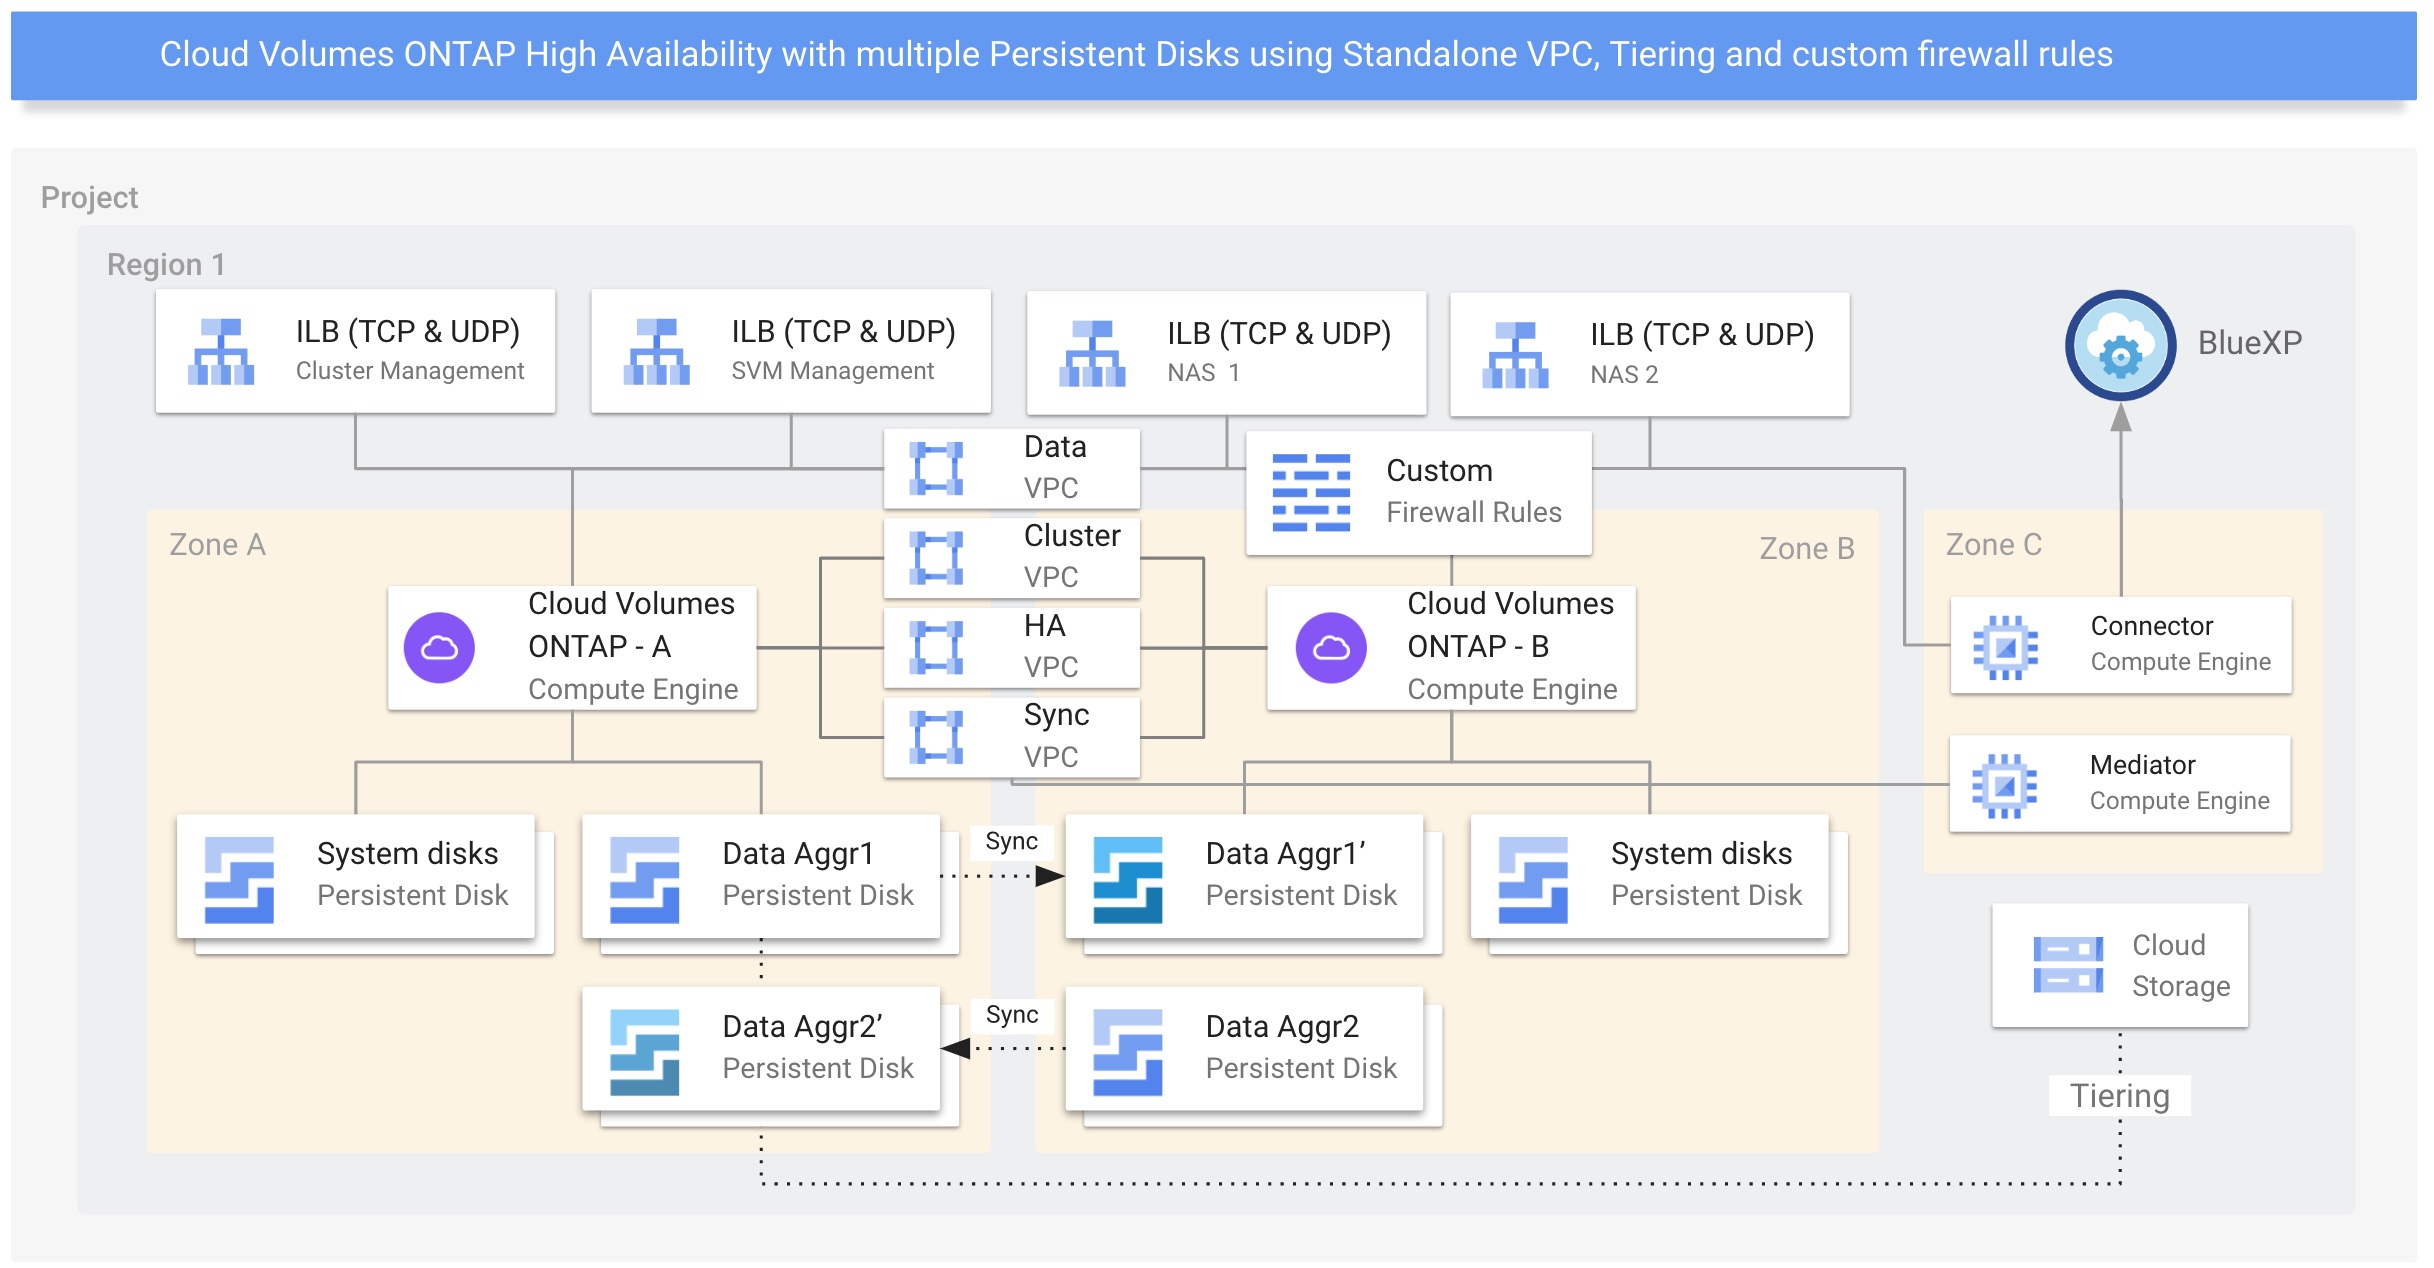 Cloud Volumes ONTAP High Availability with multiple Persistent Disks using Standalone VPC, Tiering and custom firewall rules
Project
Region 1
ILB (TCP & UDP)
Cluster Management
ILB (TCP & UDP)
SVM Management
ILB (TCP & UDP)
NAS 1
ILB (TCP & UDP)
NAS 2
BlueXP
Data
VPC
Custom
Firewall Rules
Zone A
Cluster
VPC
Zone B
Zone C
Cloud Volumes
ONTAP - A
Compute Engine
HA
VPC
Cloud Volumes
ONTAP - B
Compute Engine
Connector
Compute Engine
Sync
VPC
Mediator
Compute Engine
System disks
Persistent Disk
Data Aggr1
Persistent Disk
Sync
Data Aggr1’
Persistent Disk
System disks
Persistent Disk
Cloud
Storage
Data Aggr2’
Persistent Disk
Sync
Data Aggr2
Persistent Disk
Tiering